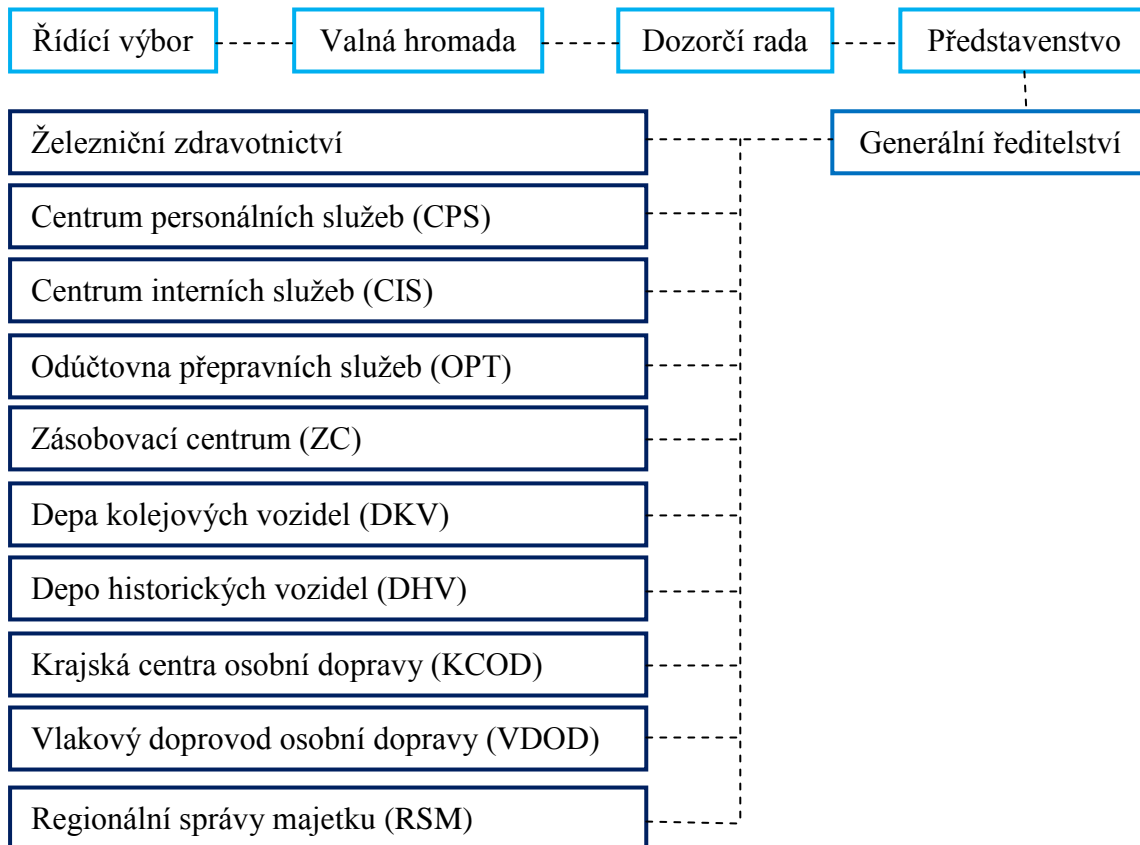 Řídící výbor
Valná hromada
Dozorčí rada
Představenstvo
Generální ředitelství
Železniční zdravotnictví
Centrum personálních služeb (CPS)
Centrum interních služeb (CIS)
Odúčtovna přepravních služeb (OPT)
Zásobovací centrum (ZC)
Depa kolejových vozidel (DKV)
Depo historických vozidel (DHV)
Krajská centra osobní dopravy (KCOD)
Vlakový doprovod osobní dopravy (VDOD)
Regionální správy majetku (RSM)